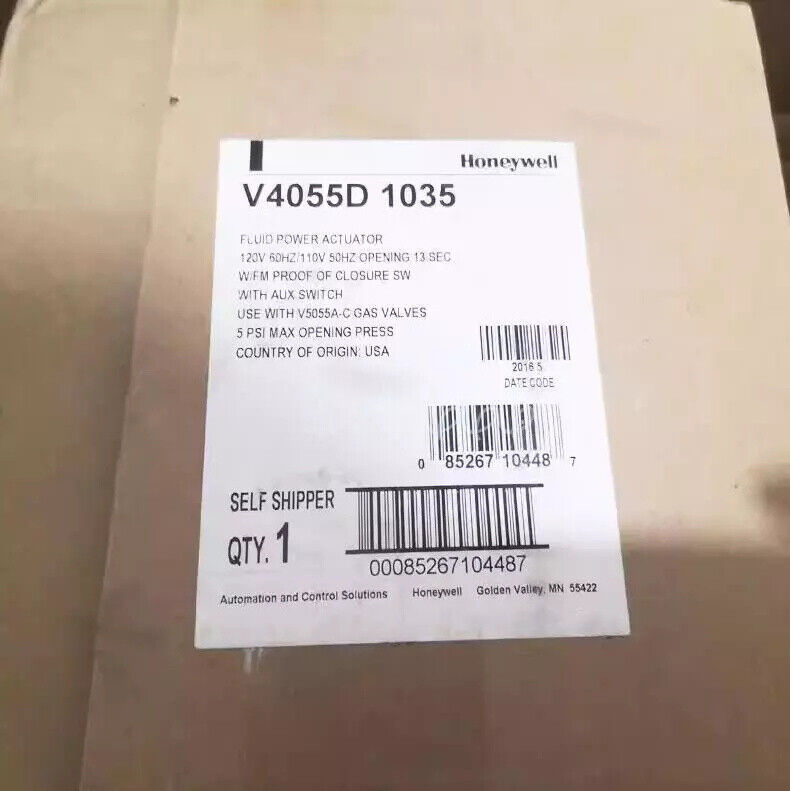 Honeywell
V4055D 1035
FLUID POWER ACTUATOR
120V 60HZ/110V 50HZ OPENING 13 SEC
W/FM PROOF OF CLOSURE SW
WITH AUX SWITCH
USE WITH V5055A-C GAS VALVES
5 PSI MAX OPENING PRESS
COUNTRY OF ORIGIN: USA
2016 5
DATE CODE
0 85267 10448 7
SELF SHIPPER
QTY. 1
00085267104487
Automation and Control Solutions Honeywell Golden Valley, MN 55422